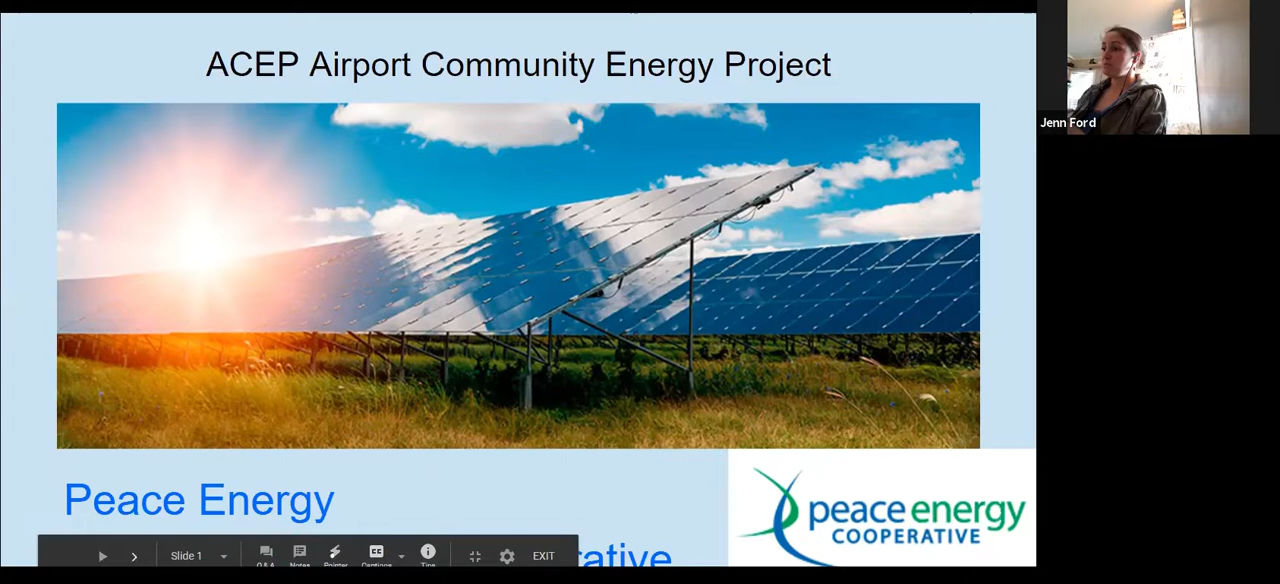 ACEP Airport Community Energy Project
Jenn Ford
Peace Energy
peace energy
COOPERATIVE
rative
Slide 1
Q & A
Notes
Pointer
Captions
Tips
EXIT